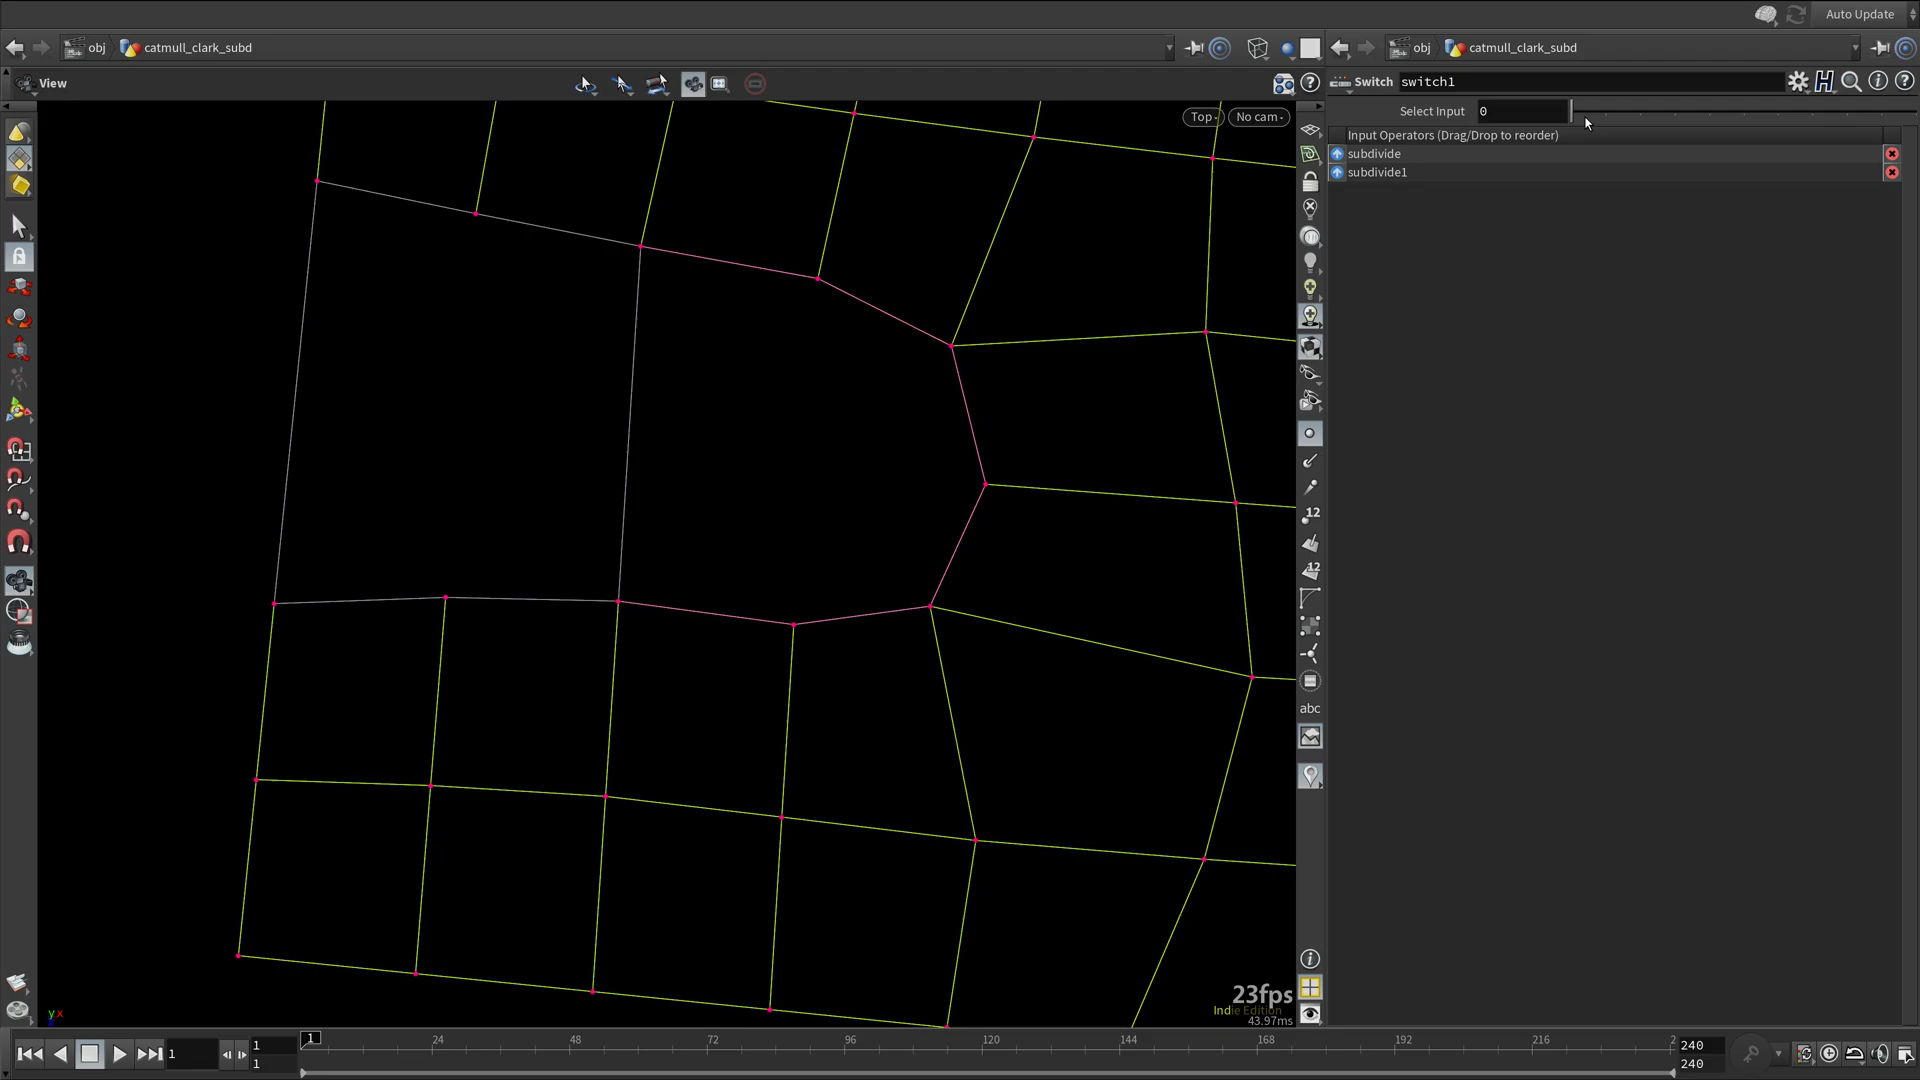 Auto Update
obj
catmull_clark_subd
obj
catmull_clark_subd
View
Switch
switch1
Top
No cam
Select Input
0
Input Operators (Drag/Drop to reorder)
subdivide
subdivide1
12
12
abc
23fps
Indie Edition
43.97ms
y x
1
1
1
1
24
48
72
96
120
144
168
192
216
2
240
240